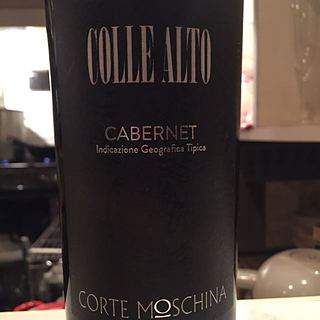 COLLE ALTO
CABERNET
Indicazione Geografica Tipica
CORTE MOSCHINA